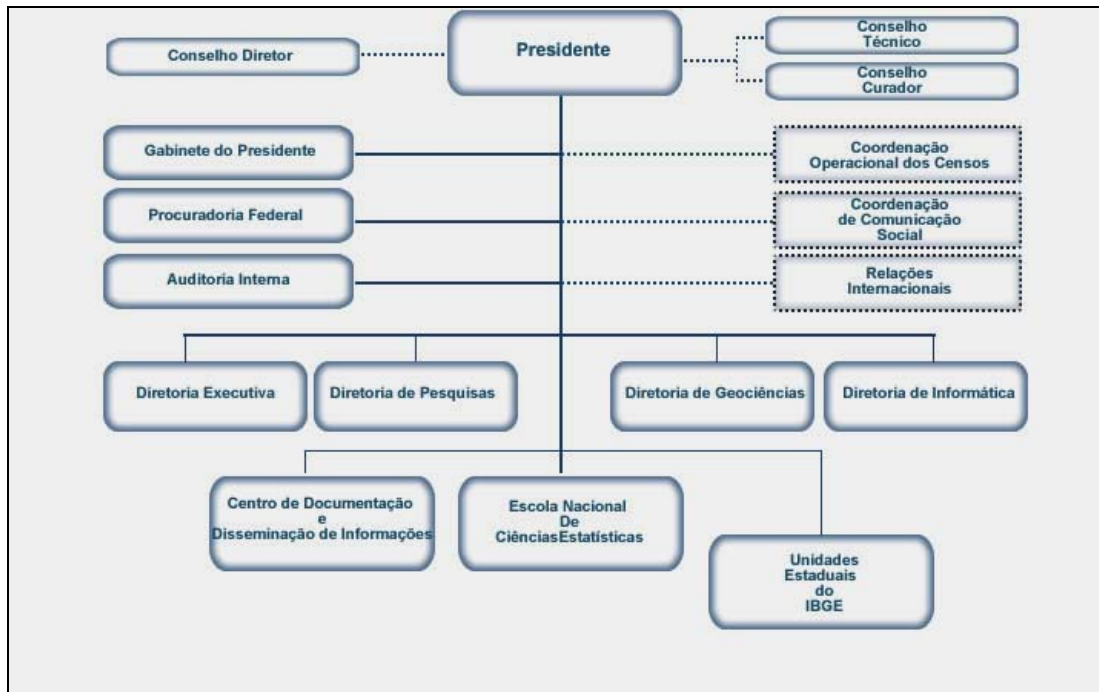 Presidente
Conselho Diretor
Conselho
Técnico
Conselho
Curador
Gabinete do Presidente
Coordenação
Operacional dos Censos
Procuradoria Federal
Coordenação
de Comunicação
Social
Auditoria Interna
Relações
Internacionais
Diretoria Executiva
Diretoria de Pesquisas
Diretoria de Geociências
Diretoria de Informática
Centro de Documentação
e
Disseminação de Informações
Escola Nacional
De
CiênciasEstatísticas
Unidades
Estaduais
do
IBGE